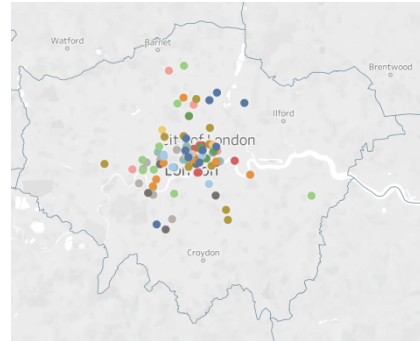 Watford
Barnet
Brentwood
Ilford
City of London
London
Croydon